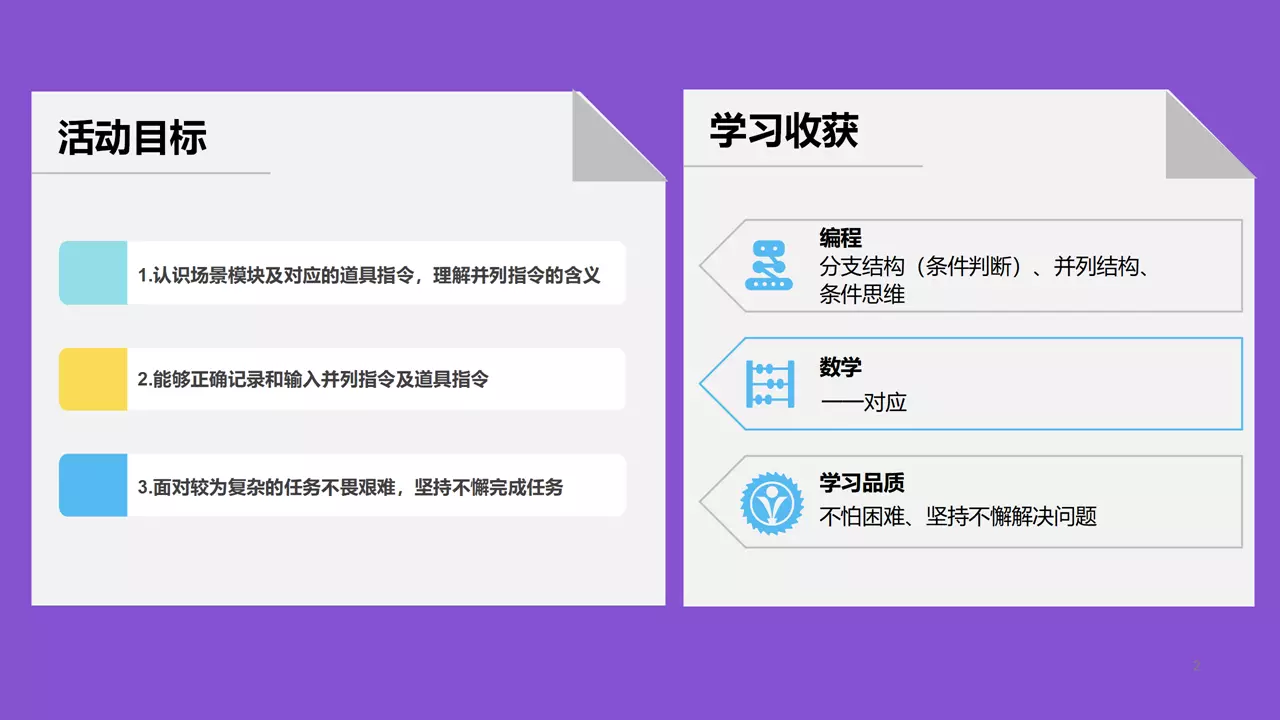 活动目标
1.认识场景模块及对应的道具指令，理解并列指令的含义
2.能够正确记录和输入并列指令及道具指令
3.面对较为复杂的任务不畏艰难，坚持不懈完成任务
学习收获
编程
分支结构（条件判断）、并列结构、
条件思维
数学
——对应
学习品质
不怕困难、坚持不懈解决问题
2